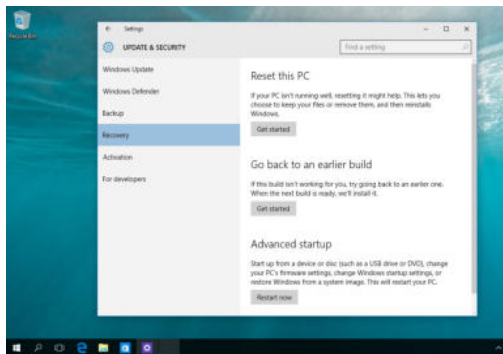 Recycle Bin
Settings
UPDATE & SECURITY
Find a setting
Windows Update
Windows Defender
Backup
Recovery
Activation
For developers
Reset this PC
If your PC isn't running well, resetting it might help. This lets you
choose to keep your files or remove them, and then reinstalls
Windows.
Get started
Go back to an earlier build
If this build isn't working for you, try going back to an earlier one.
When the next build is ready, we'll install it.
Get started
Advanced startup
Start up from a device or disc (such as a USB drive or DVD), change
your PC's firmware settings, change Windows startup settings, or
restore Windows from a system image. This will restart your PC.
Restart now